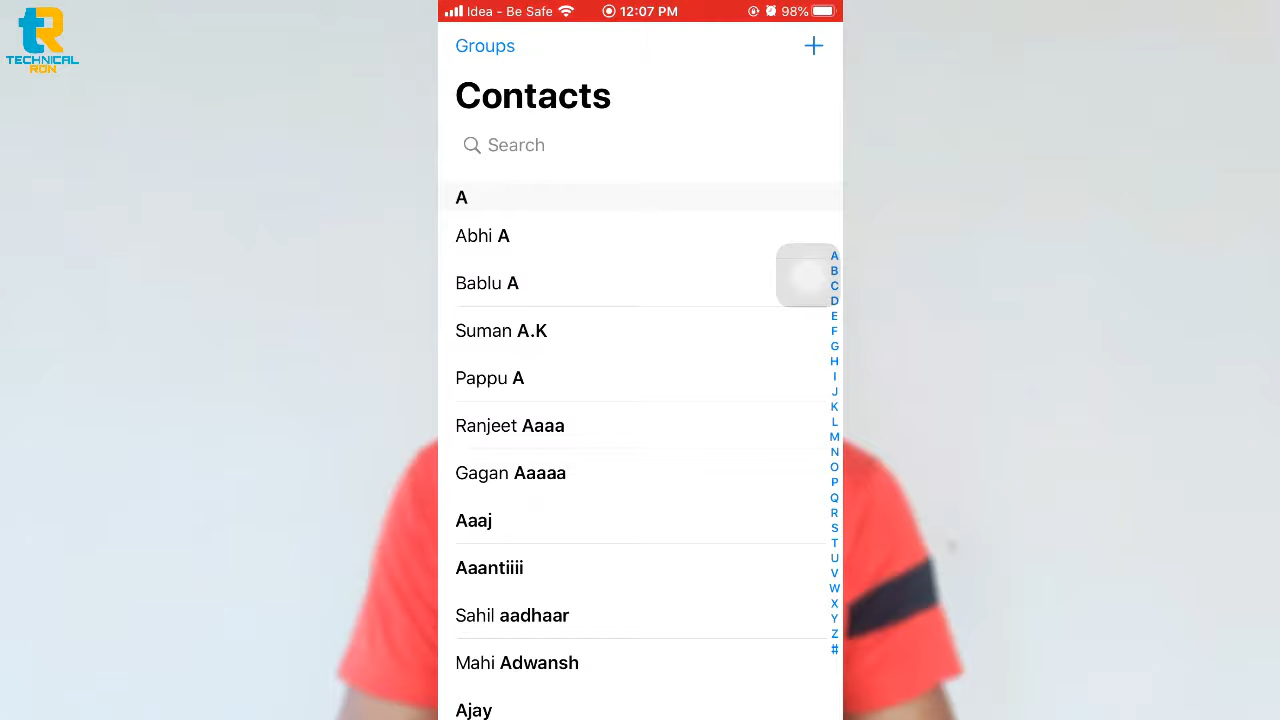 TECHNICAL
RON
Idea - Be Safe 12:07 PM 98%
Groups +
Contacts
Search
A
Abhi A
Bablu A
Suman A.K
Pappu A
Ranjeet Aaaa
Gagan Aaaaa
Aaaj
Aaantiiii
Sahil aadhaar
Mahi Adwansh
Ajay
A
B
C
D
E
F
G
H
I
J
K
L
M
N
O
P
Q
R
S
T
U
V
W
X
Y
Z
#